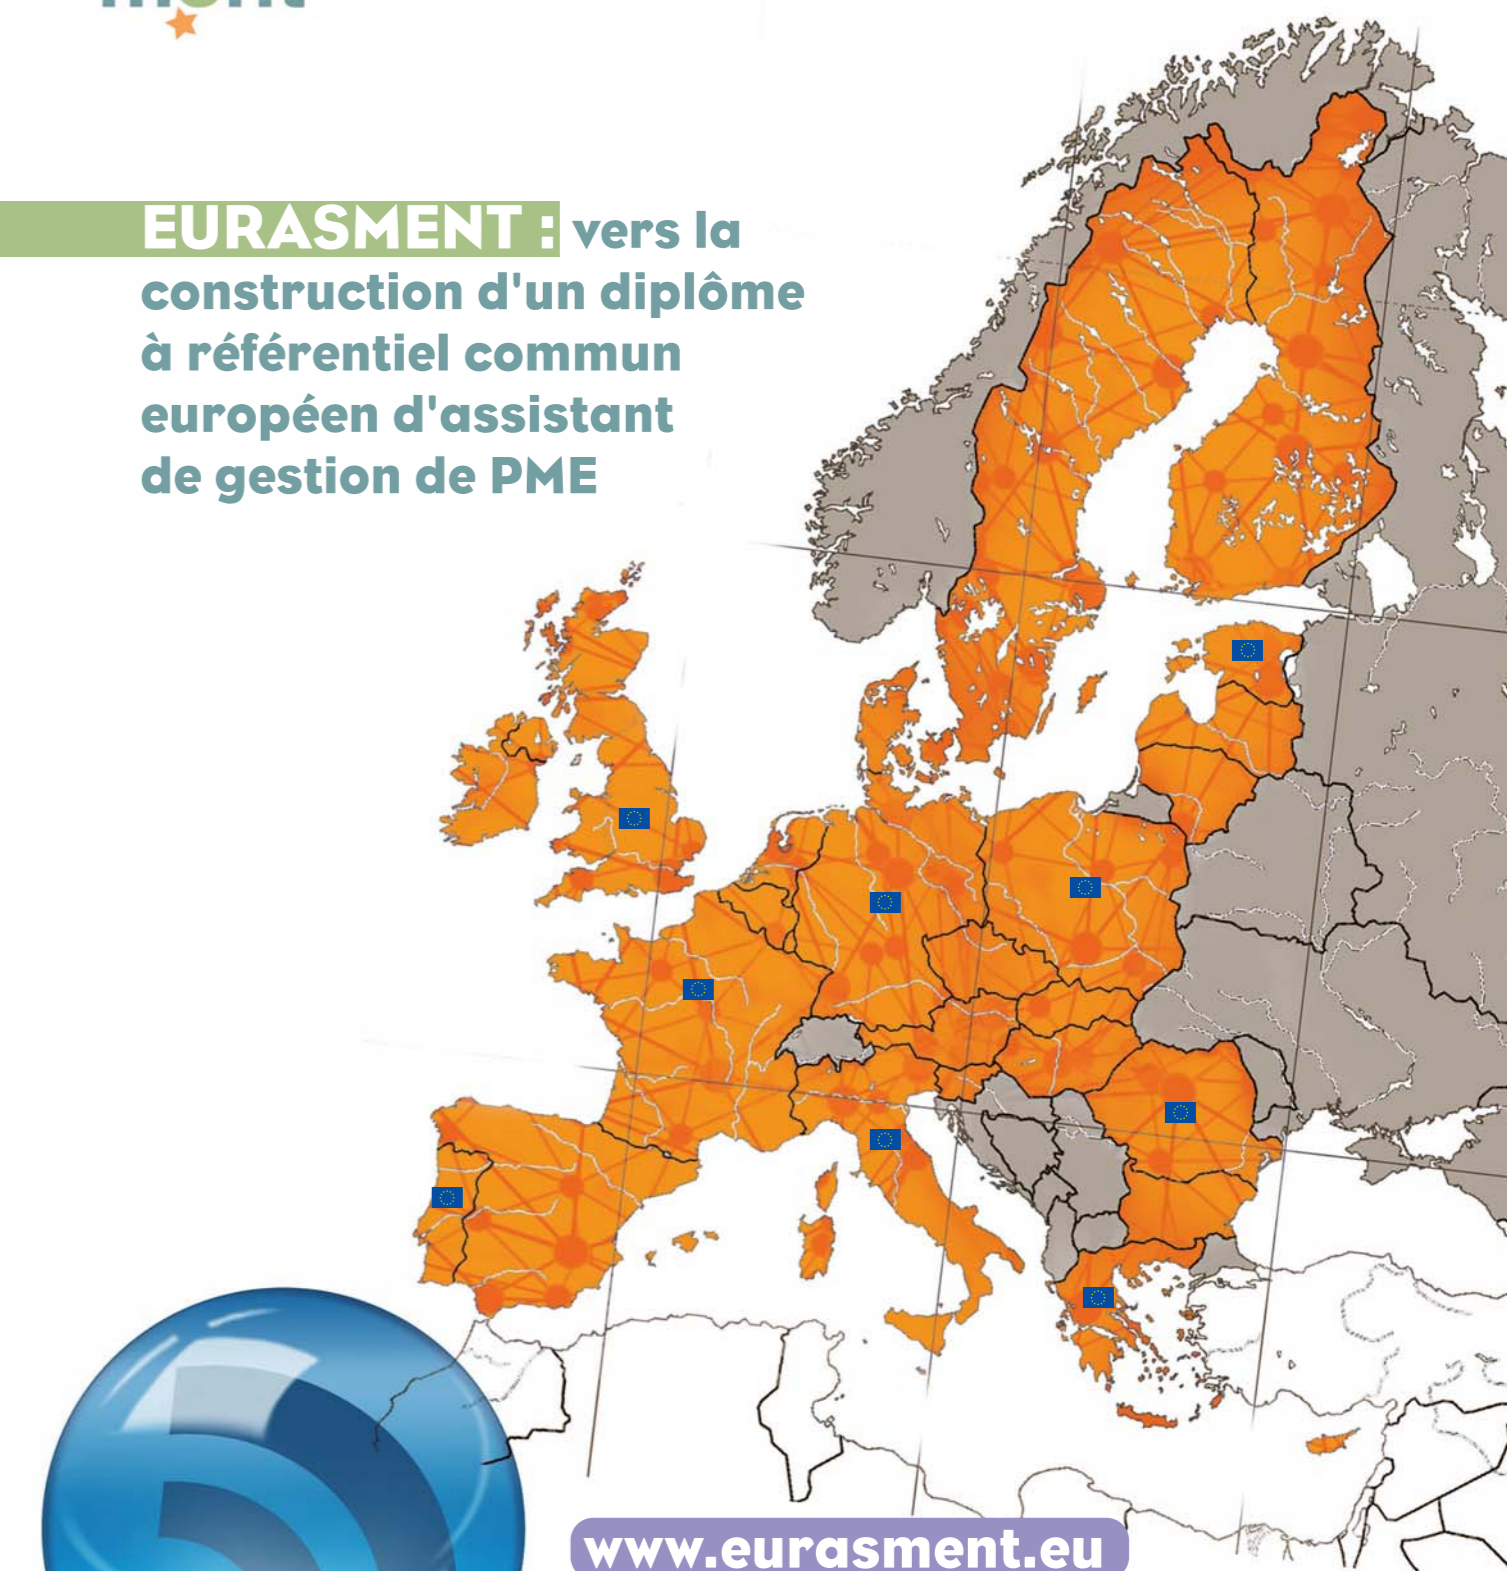 EURASMENT : vers la
construction d'un diplôme
à référentiel commun
européen d'assistant
de gestion de PME
www.eurasment.eu